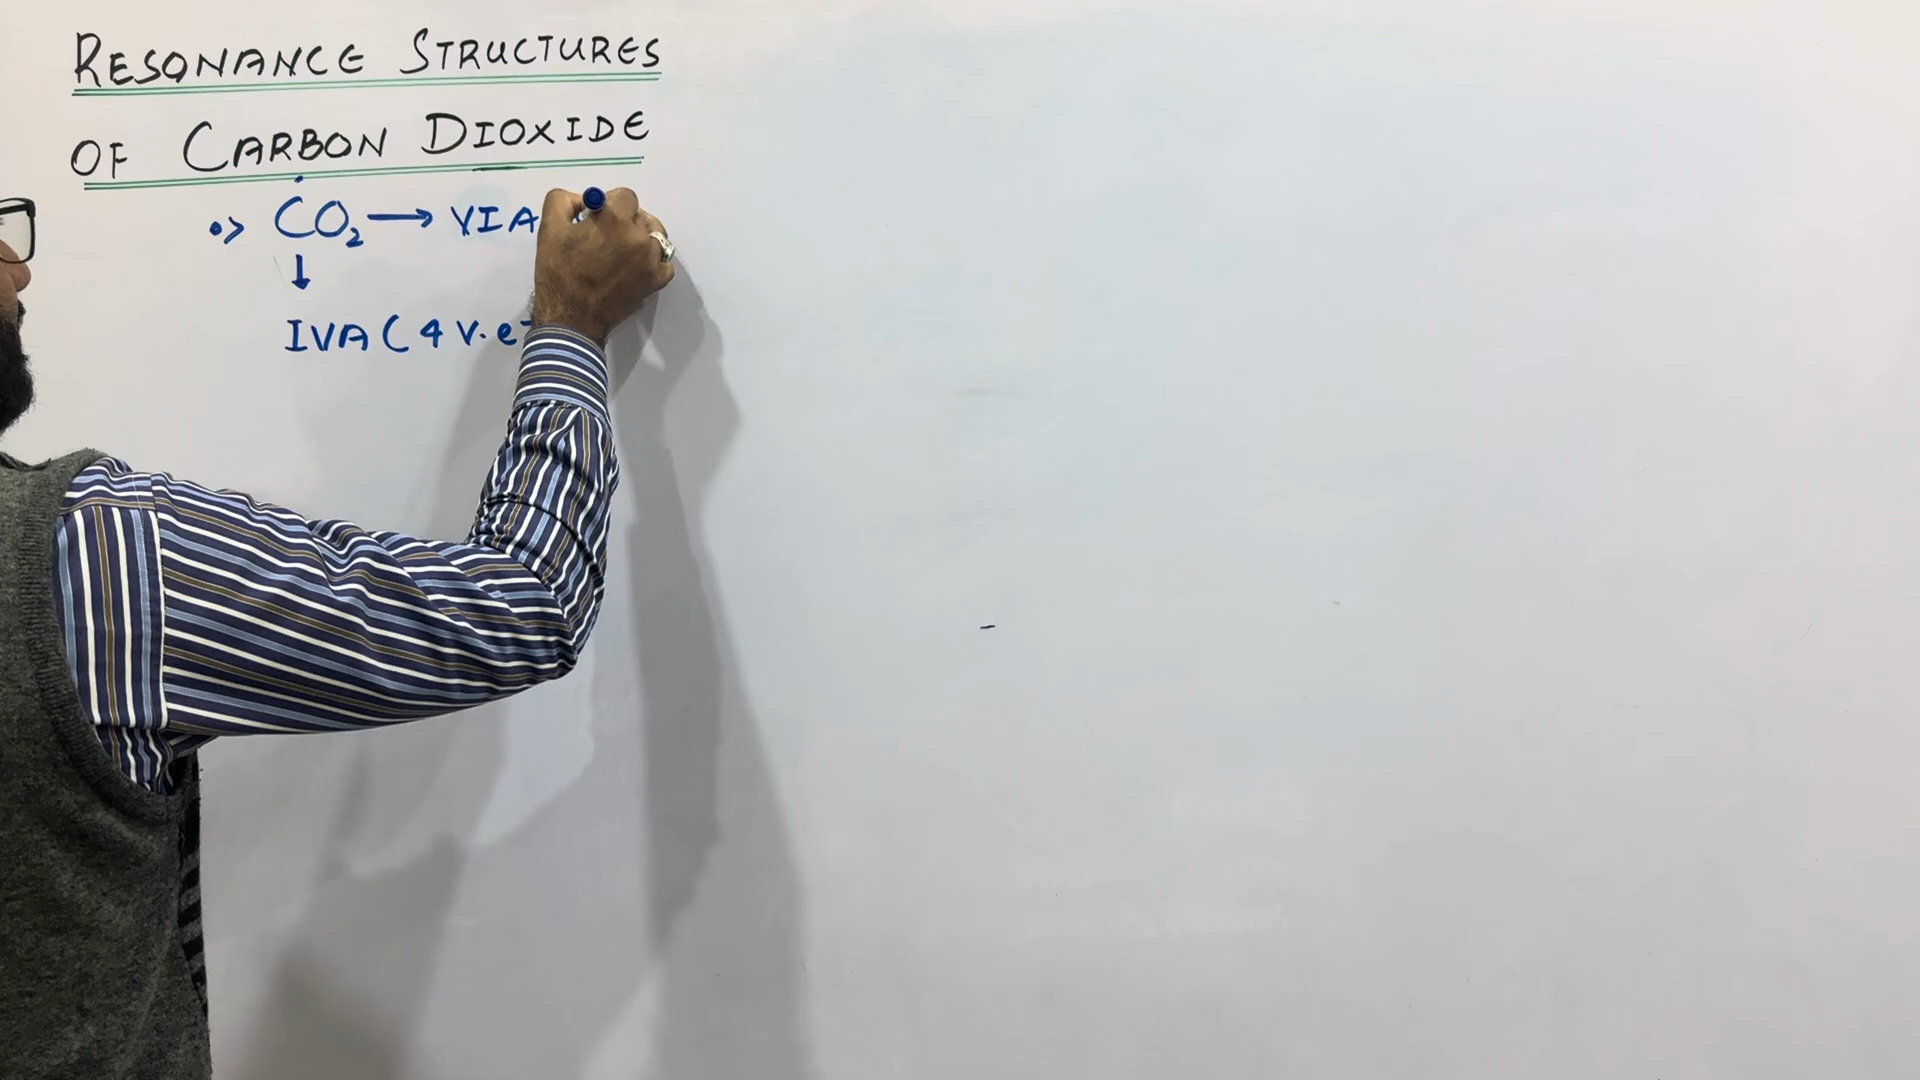 RESONANCE STRUCTURES
OF CARBON DIOXIDE
•> CO₂ → VIA
↓
IVA ( 4 V.e⁻